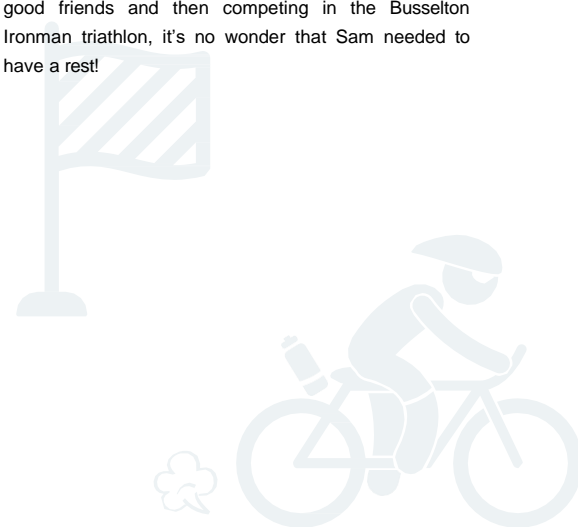 good friends and then competing in the Busselton
Ironman triathlon, it's no wonder that Sam needed to
have a rest!